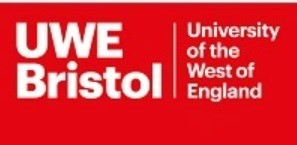 UWE
Bristol
University
of the
West of
England